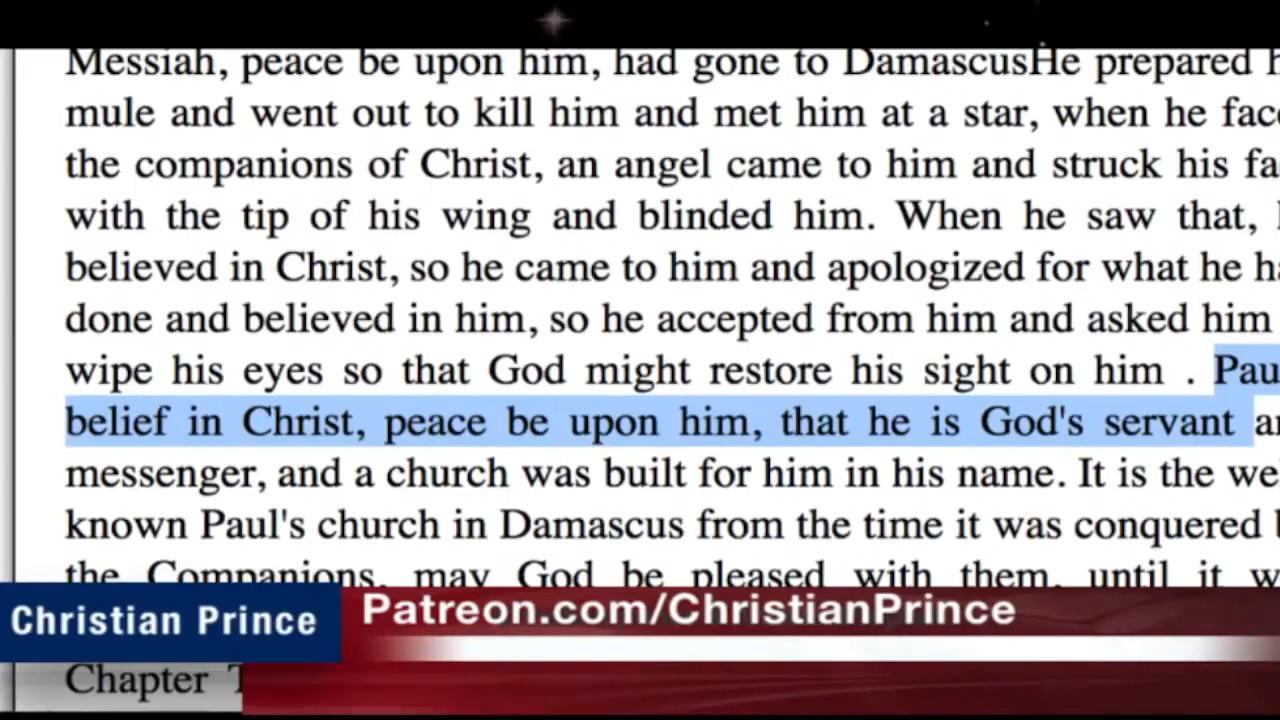 Messiah, peace be upon him, had gone to DamascusHe prepared
mule and went out to kill him and met him at a star, when he
the companions of Christ, an angel came to him and struck his
with the tip of his wing and blinded him. When he saw that,
believed in Christ, so he came to him and apologized for what he
done and believed in him, so he accepted from him and asked him
wipe his eyes so that God might restore his sight on him .
belief in Christ, peace be upon him, that he is God's servant
messenger, and a church was built for him in his name. It is the
known Paul's church in Damascus from the time it was conquered
the Companions, may God be pleased with them, until it
Christian Prince
Patreon.com/ChristianPrince
Chapter